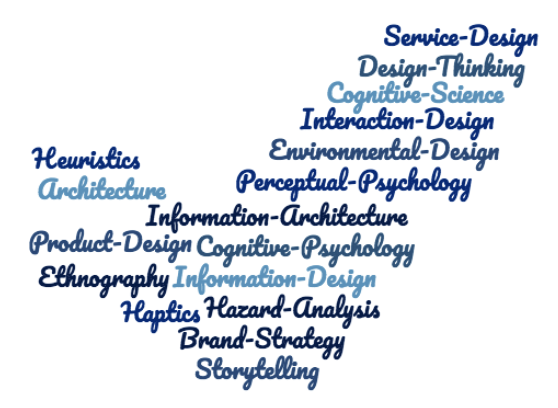 Service-Design
Design-Thinking
Cognitive-Science
Interaction-Design
Environmental-Design
Heuristics
Perceptual-Psychology
Architecture
Information-Architecture
Product-Design Cognitive-Psychology
Ethnography Information-Design
Haptics Hazard-Analysis
Brand-Strategy
Storytelling